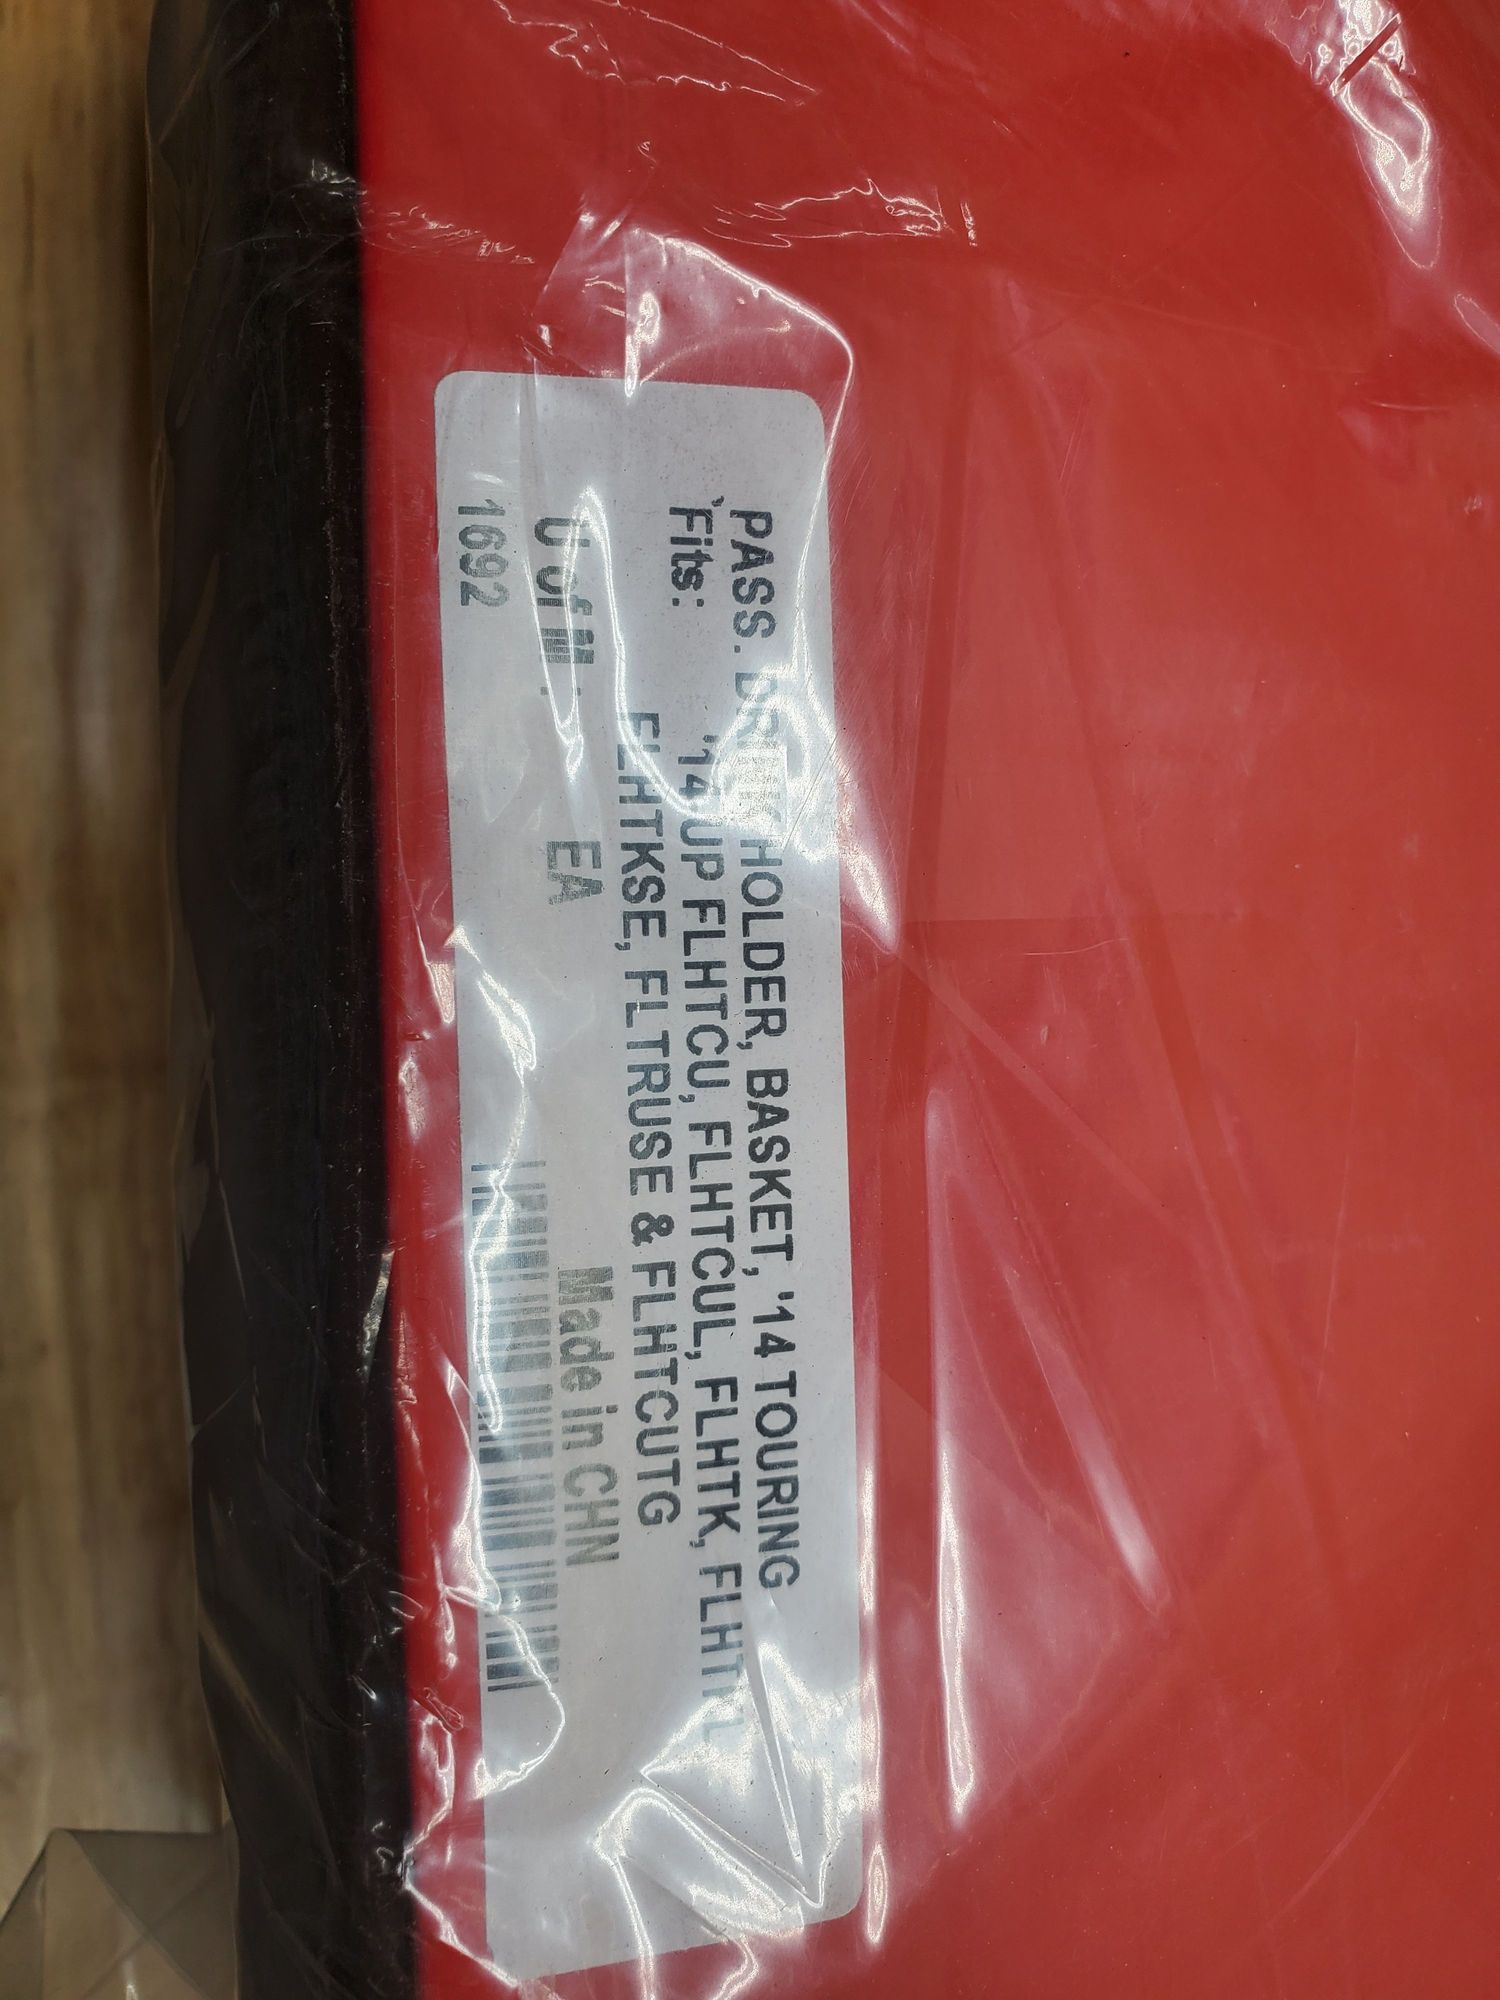 PASS. DRINK HOLDER, BASKET, '14 TOURING
Fits: '14 UP FLHTCU, FLHTCUL, FLHTK, FLHTKL
FLHTKSE, FLTRUSE & FLHTCUTG
U of M : EA Made in CHN
1692